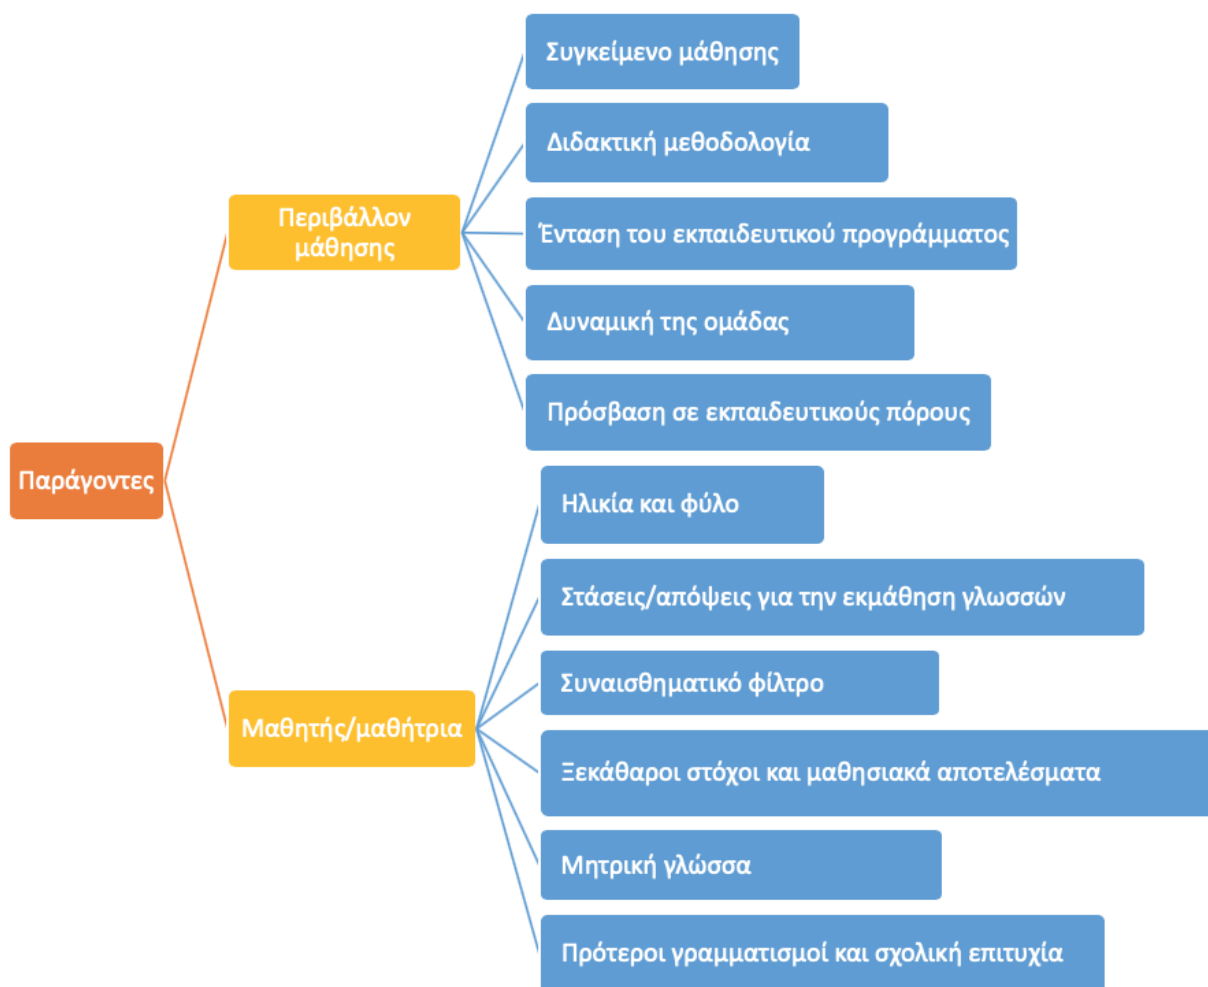 Συγκείμενο μάθησης
Διδακτική μεθοδολογία
Περιβάλλον
μάθησης
Ένταση του εκπαιδευτικού προγράμματος
Δυναμική της ομάδας
Πρόσβαση σε εκπαιδευτικούς πόρους
Παράγοντες
Ηλικία και φύλο
Στάσεις/απόψεις για την εκμάθηση γλωσσών
Συναισθηματικό φίλτρο
Μαθητής/μαθήτρια
Ξεκάθαροι στόχοι και μαθησιακά αποτελέσματα
Μητρική γλώσσα
Πρότεροι γραμματισμοί και σχολική επιτυχία